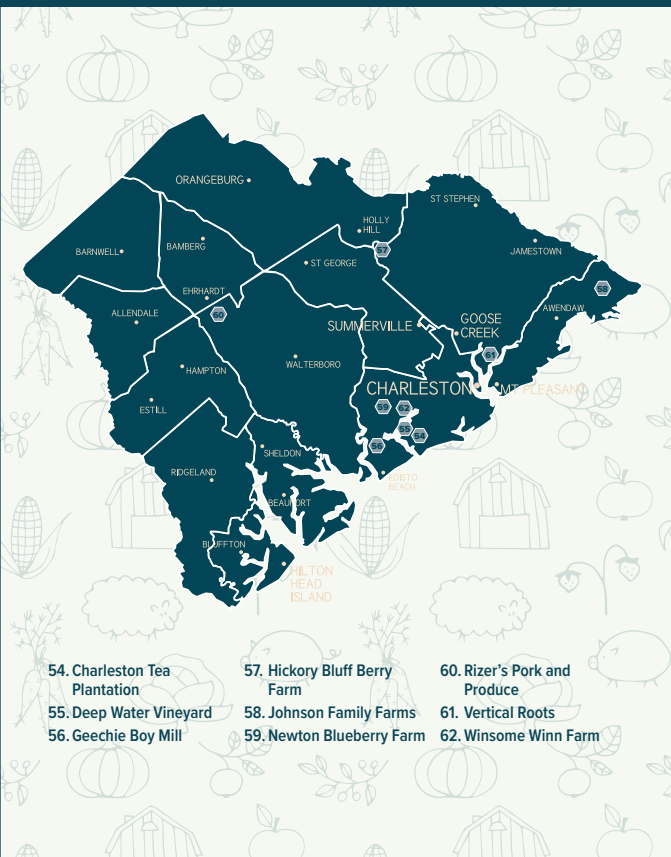 ORANGEBURG
ST STEPHEN
HOLLY
HILL
57
BAMBERG
BARNWELL
JAMESTOWN
ST GEORGE
EHRHARDT
58
60
ALLENDALE
AWENDAW
SUMMERVILLE
GOOSE
CREEK
61
WALTERBORO
HAMPTON
CHARLESTON
MT PLEASANT
ESTILL
59
62
55
54
56
SHELDON
RIDGELAND
EDISTO
BEACH
BEAUFORT
BLUFFTON
HILTON
HEAD
ISLAND
54. Charleston Tea
Plantation
55. Deep Water Vineyard
56. Geechie Boy Mill
57. Hickory Bluff Berry
Farm
58. Johnson Family Farms
59. Newton Blueberry Farm
60. Rizer's Pork and
Produce
61. Vertical Roots
62. Winsome Winn Farm